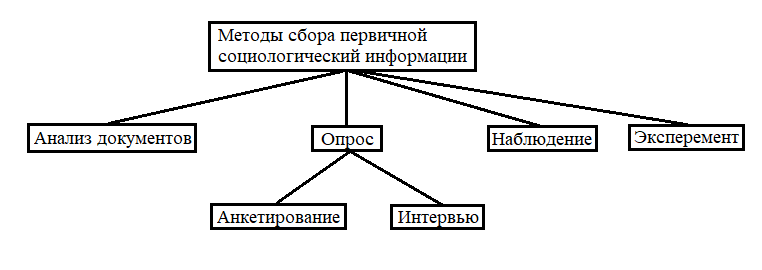 Методы сбора первичной
социологический информации
Анализ документов
Опрос
Наблюдение
Эксперемент
Анкетирование
Интервью